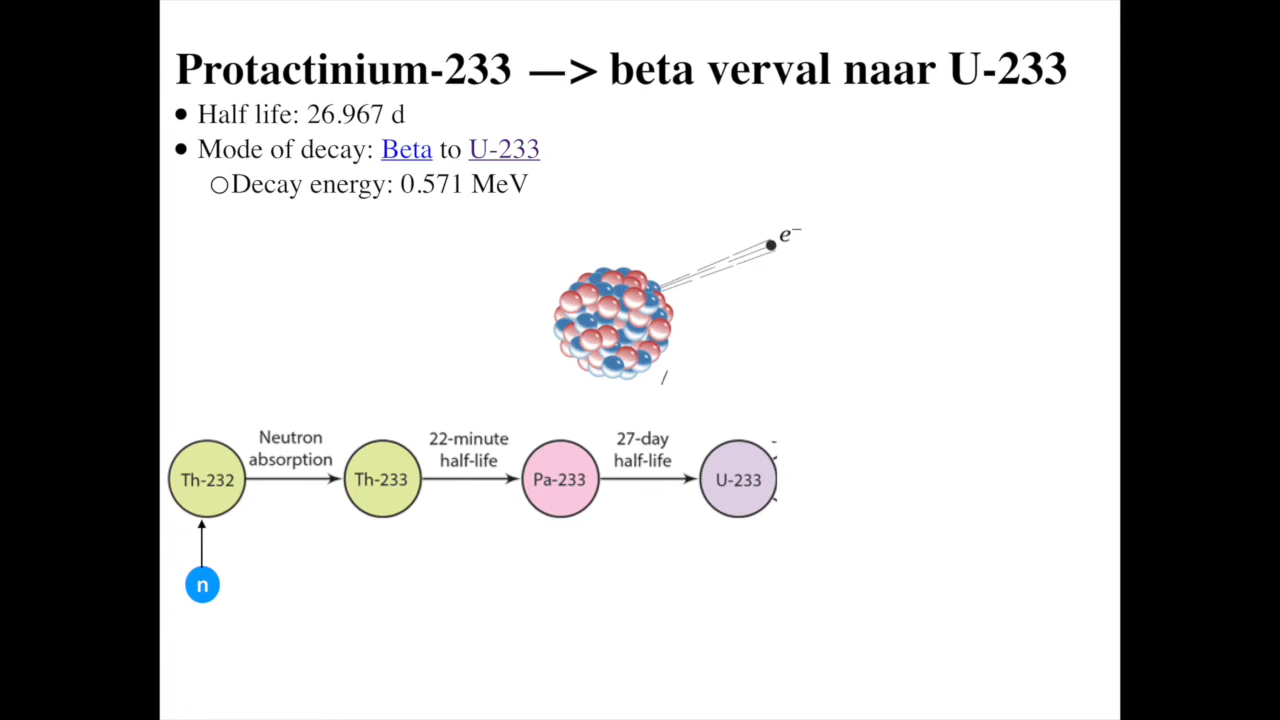 Protactinium-233 —> beta verval naar U-233
● Half life: 26.967 d
● Mode of decay: Beta to U-233
○Decay energy: 0.571 MeV
e⁻
Neutron
absorption
22-minute
half-life
27-day
half-life
Th-232
Th-233
Pa-233
U-233
n